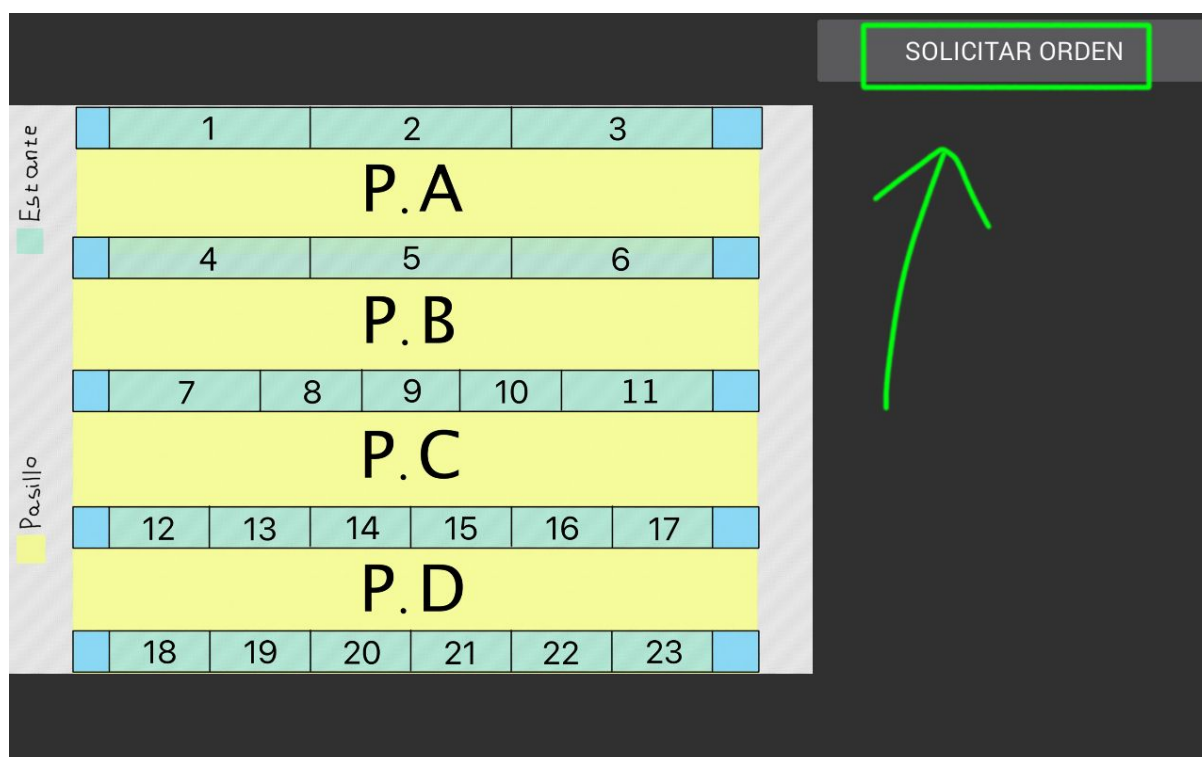 SOLICITAR ORDEN
Estante
Pasillo
1 2 3
P.A
4 5 6
P.B
7 8 9 10 11
P.C
12 13 14 15 16 17
P.D
18 19 20 21 22 23